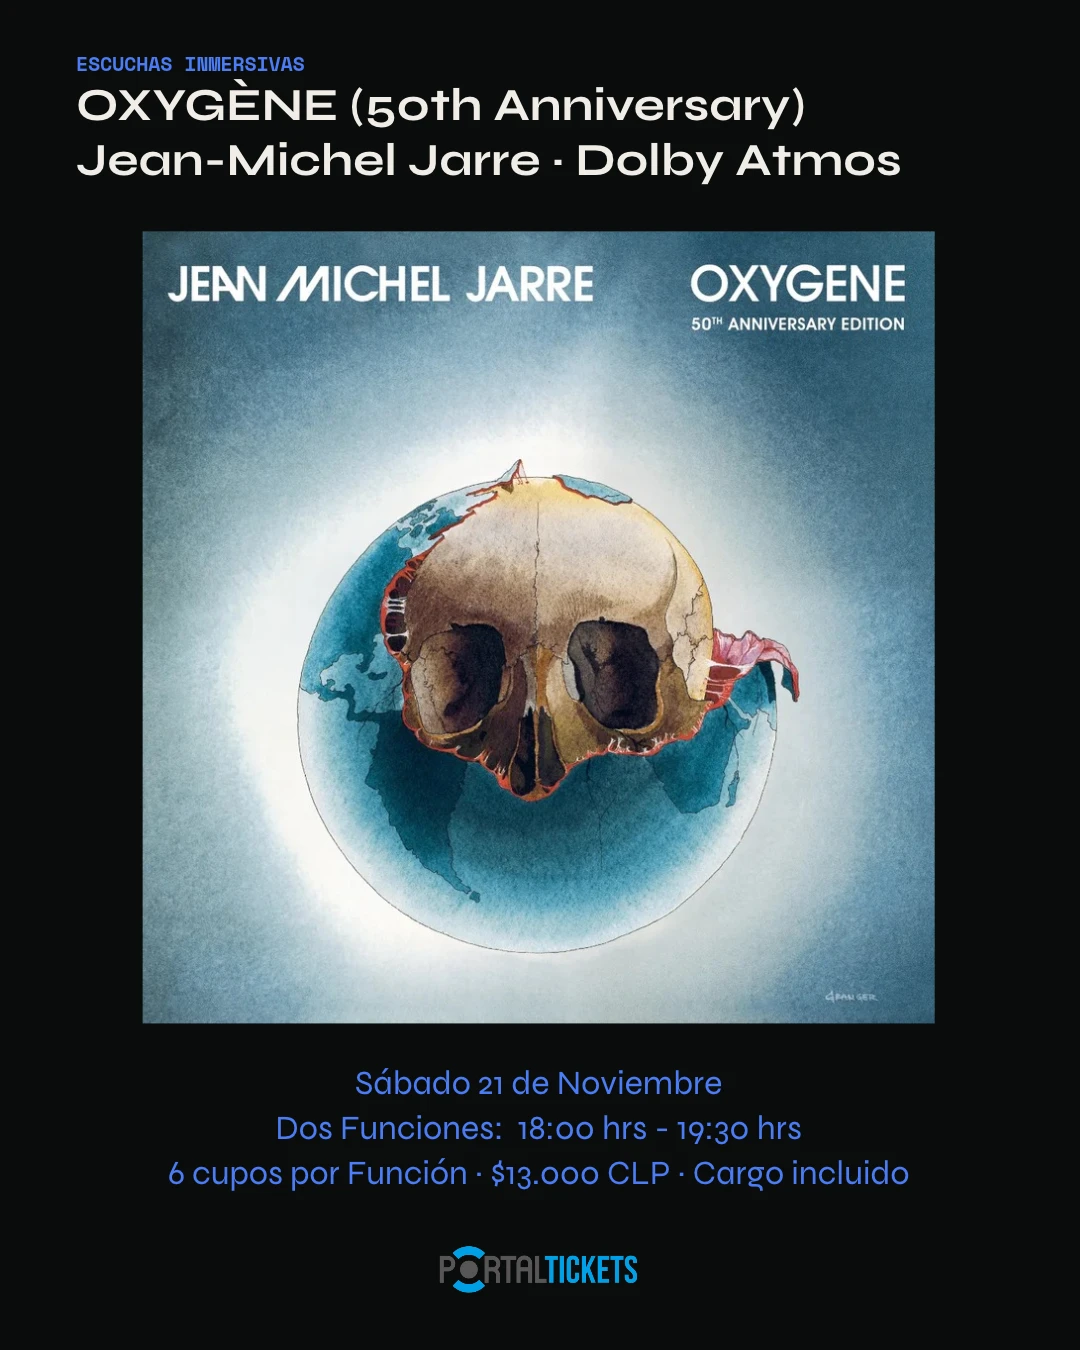 ESCUCHAS INMERSIVAS
OXYGÈNE (50th Anniversary)
Jean-Michel Jarre · Dolby Atmos
JEAN MICHEL JARRE OXYGENE
50TH ANNIVERSARY EDITION
GRANGER
Sábado 21 de Noviembre
Dos Funciones: 18:00 hrs - 19:30 hrs
6 cupos por Función · $13.000 CLP · Cargo incluido
PORTALTICKETS